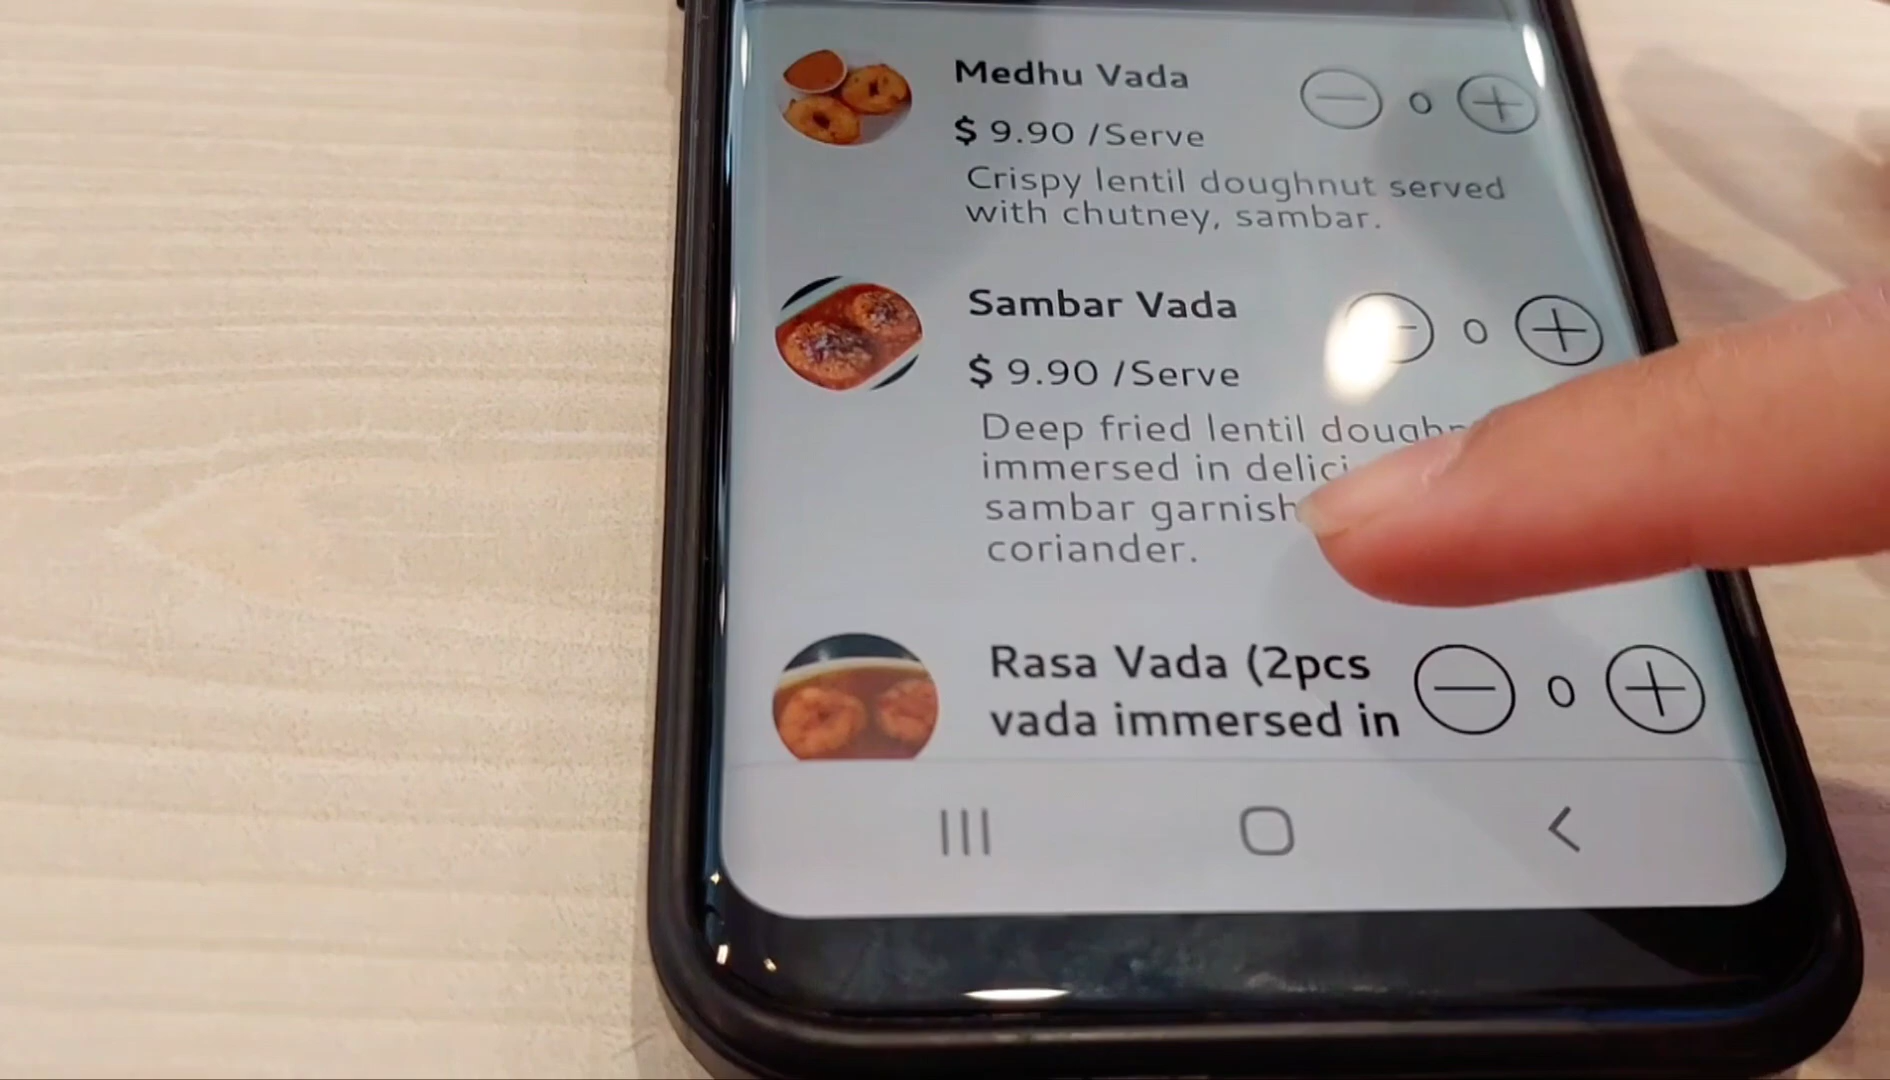 Medhu Vada
0
$ 9.90 /Serve
Crispy lentil doughnut served
with chutney, sambar.
Sambar Vada
0
$ 9.90 /Serve
Deep fried lentil
immersed in
sambar
coriander.
Rasa Vada (2pcs
vada immersed in
0